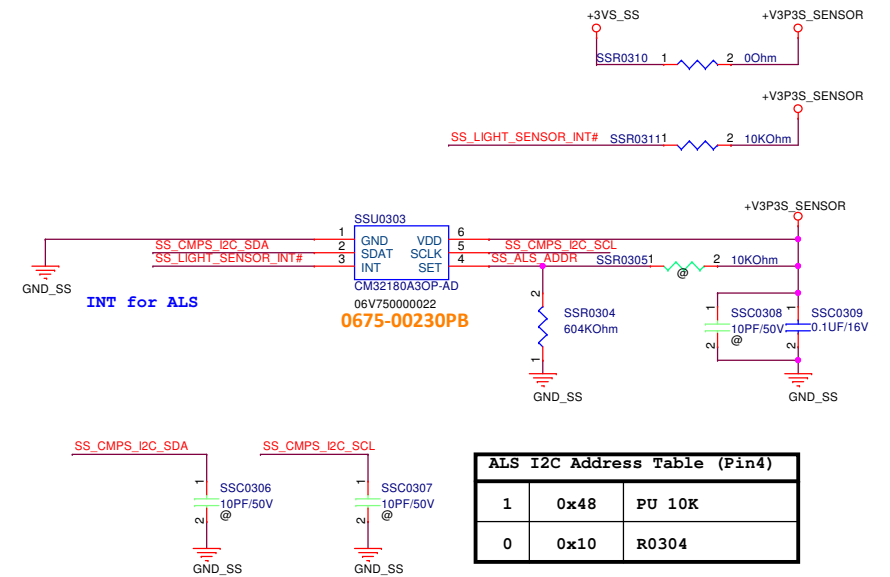 +3VS_SS
+V3P3S_SENSOR
SSR0310 1 2 0Ohm
+V3P3S_SENSOR
SS_LIGHT_SENSOR_INT# SSR0311 1 2 10KOhm
+V3P3S_SENSOR
SSU0303
1 GND VDD 6
SS_CMPS_I2C_SDA 2 SDAT SCLK 5 SS_CMPS_I2C_SCL
SS_LIGHT_SENSOR_INT# 3 INT SET 4 SS_ALS_ADDR SSR0305 1 2 10KOhm
@
GND_SS
INT for ALS
CM32180A3OP-AD
06V750000022
0675-00230PB
2
SSR0304
604KOhm
1
GND_SS
1
SSC0308
10PF/50V
@
2
1
SSC0309
0.1UF/16V
2
GND_SS
SS_CMPS_I2C_SDA
1
SSC0306
10PF/50V
@
2
GND_SS
SS_CMPS_I2C_SCL
1
SSC0307
10PF/50V
@
2
GND_SS
ALS I2C Address Table (Pin4)
1 0x48 PU 10K
0 0x10 R0304